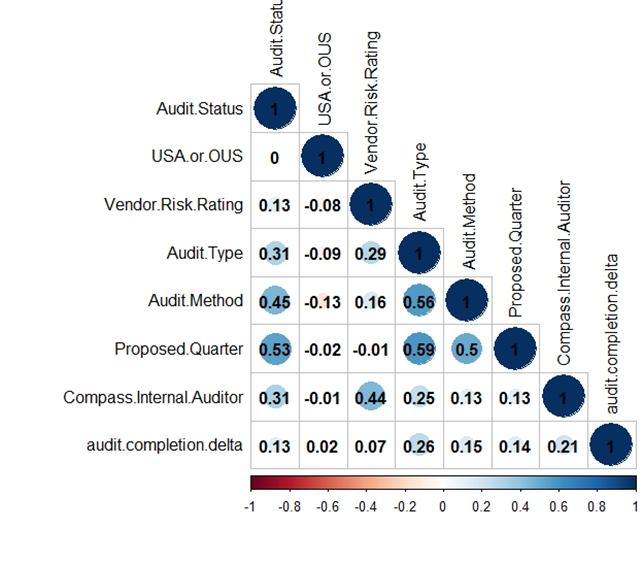 Audit.Statu
USA.or.OUS
Vendor.Risk.Rating
Audit.Type
Audit.Method
Proposed.Quarter
Compass.Internal.Auditor
audit.completion.delta
Audit.Status 1
USA.or.OUS 0 1
Vendor.Risk.Rating 0.13 -0.08 1
Audit.Type 0.31 -0.09 0.29 1
Audit.Method 0.45 -0.13 0.16 0.56 1
Proposed.Quarter 0.53 -0.02 -0.01 0.59 0.5 1
Compass.Internal.Auditor 0.31 -0.01 0.44 0.25 0.13 0.13 1
audit.completion.delta 0.13 0.02 0.07 0.26 0.15 0.14 0.21 1
-1 -0.8 -0.6 -0.4 -0.2 0 0.2 0.4 0.6 0.8 1